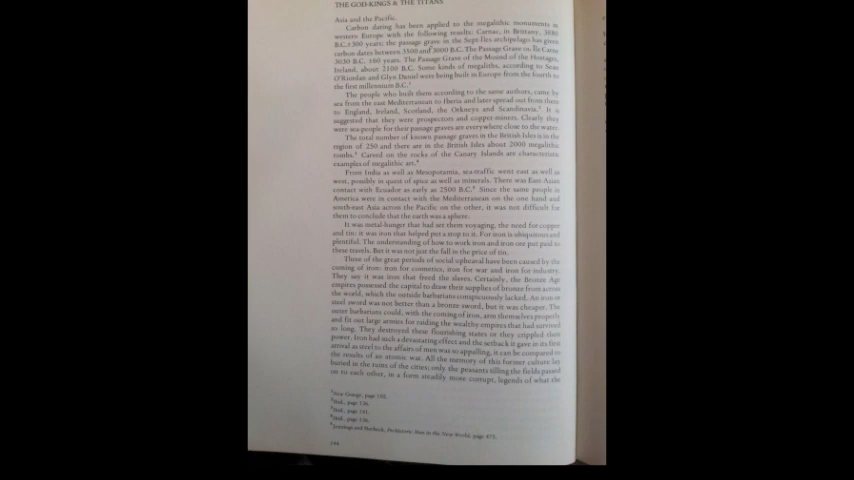 THE GOD-KINGS & THE TITANS
Asia and the Pacific.
Carbon dating has been applied to the megalithic monuments in
western Europe with the following results: Carnac, in Brittany, 3880
B.C.±300 years; the passage grave in the Sept-Îles archipelago has given
carbon dates between 3500 and 3000 B.C. The Passage Grave on Île Carne
3030 B.C. ±60 years. The Passage Grave of the Mound of the Hostages,
Ireland, about 2100 B.C. Some kinds of megaliths, according to Sean
O'Riordan and Glyn Daniel were being built in Europe from the fourth to
the first millennium B.C.¹
The people who built them according to the same authors, came by
sea from the east Mediterranean to Iberia and later spread out from there
to England, Ireland, Scotland, the Orkneys and Scandinavia.² It is
suggested that they were prospectors and copper-miners. Clearly they
were sea-people for their passage graves are everywhere close to the water.
The total number of known passage graves in the British Isles is in the
region of 250 and there are in the British Isles about 2000 megalithic
tombs.³ Carved on the rocks of the Canary Islands are characteristic
examples of megalithic art.⁴
From India as well as Mesopotamia, sea-traffic went east as well as
west, possibly in quest of spice as well as minerals. There was East-Asian
contact with Ecuador as early as 2500 B.C.⁵ Since the same people in
America were in contact with the Mediterranean on the one hand and
south-east Asia across the Pacific on the other, it was not difficult for
them to conclude that the earth was a sphere.
It was metal-hunger that had set them voyaging, the need for copper
and tin: it was iron that helped put a stop to it. For iron is ubiquitous and
plentiful. The understanding of how to work iron and iron ore put paid to
these travels. But it was not just the fall in the price of tin.
Three of the great periods of social upheaval have been caused by the
coming of iron: iron for cosmetics, iron for war and iron for industry.
They say it was iron that freed the slaves. Certainly, the Bronze Age
empires possessed the capital to draw their supplies of bronze from across
the world, which the outside barbarians conspicuously lacked. An iron or
steel sword was not better than a bronze sword, but it was cheaper. The
outer barbarians could, with the coming of iron, arm themselves properly
and fit out large armies for raiding the wealthy empires that had survived
so long. They destroyed these flourishing states or they crippled their
power. Iron had such a devastating effect and the setback it gave in its first
arrival as steel to the affairs of men was so appalling, it can be compared to
the results of an atomic war. All the memory of this former culture lay
buried in the ruins of the cities; only the peasants tilling the fields passed
on to each other, in a form steadily more corrupt, legends of what the
¹ New Grange, page
² Ibid., page 136.
³ Ibid., page 141.
⁴ Ibid., page 136.
⁵ Jennings and Norbeck, Prehistoric Man in the New World, page 475.
144